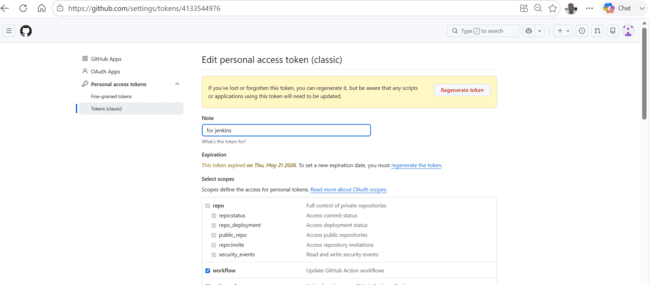 https://github.com/settings/tokens/4133544976
Chat
Type / to search
GitHub Apps
OAuth Apps
Personal access tokens
Fine-grained tokens
Tokens (classic)
Edit personal access token (classic)
If you've lost or forgotten this token, you can regenerate it, but be aware that any scripts
or applications using this token will need to be updated.
Regenerate token
Note
for jenkins
What's this token for?
Expiration
This token expired on Thu, May 21 2026. To set a new expiration date, you must regenerate the token.
Select scopes
Scopes define the access for personal tokens. Read more about OAuth scopes.
repo Full control of private repositories
repo:status Access commit status
repo_deployment Access deployment status
public_repo Access public repositories
repo:invite Access repository invitations
security_events Read and write security events
workflow Update GitHub Action workflows